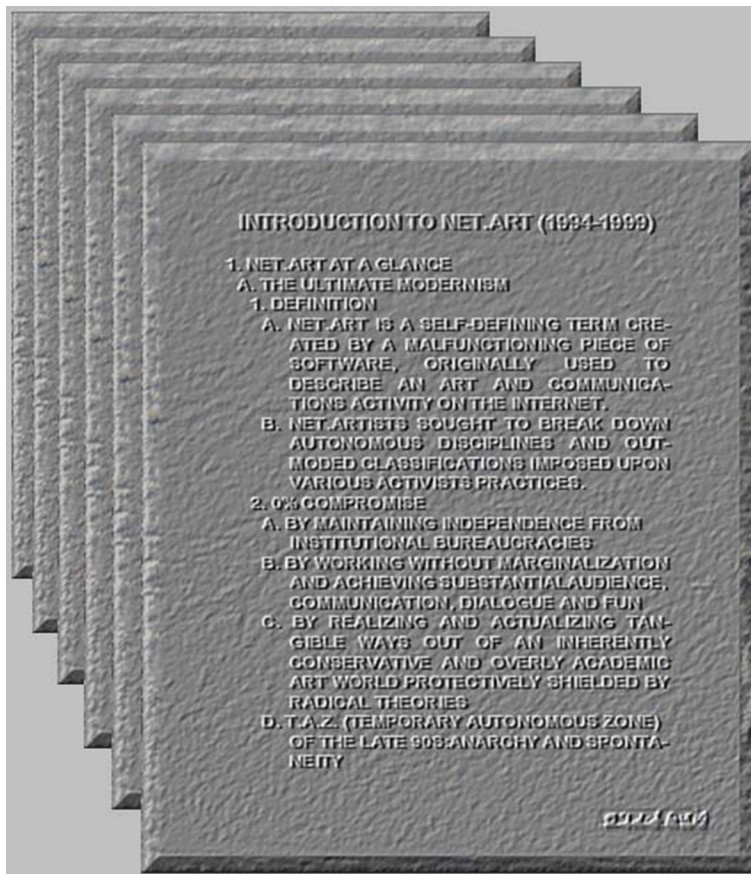 INTRODUCTION TO NET.ART (1994-1999)
1. NET.ART AT A GLANCE
A. THE ULTIMATE MODERNISM
1. DEFINITION
A. NET.ART IS A SELF-DEFINING TERM CRE-
ATED BY A MALFUNCTIONING PIECE OF
SOFTWARE, ORIGINALLY USED TO
DESCRIBE AN ART AND COMMUNICA-
TIONS ACTIVITY ON THE INTERNET.
B. NET.ARTISTS SOUGHT TO BREAK DOWN
AUTONOMOUS DISCIPLINES AND OUT-
MODED CLASSIFICATIONS IMPOSED UPON
VARIOUS ACTIVISTS PRACTICES.
2. 0% COMPROMISE
A. BY MAINTAINING INDEPENDENCE FROM
INSTITUTIONAL BUREAUCRACIES
B. BY WORKING WITHOUT MARGINALIZATION
AND ACHIEVING SUBSTANTIAL AUDIENCE,
COMMUNICATION, DIALOGUE AND FUN
C. BY REALIZING AND ACTUALIZING TAN-
GIBLE WAYS OUT OF AN INHERENTLY
CONSERVATIVE AND OVERLY ACADEMIC
ART WORLD PROTECTIVELY SHIELDED BY
RADICAL THEORIES
D. T.A.Z. (TEMPORARY AUTONOMOUS ZONE)
OF THE LATE 90S:ANARCHY AND SPONTA-
NEITY